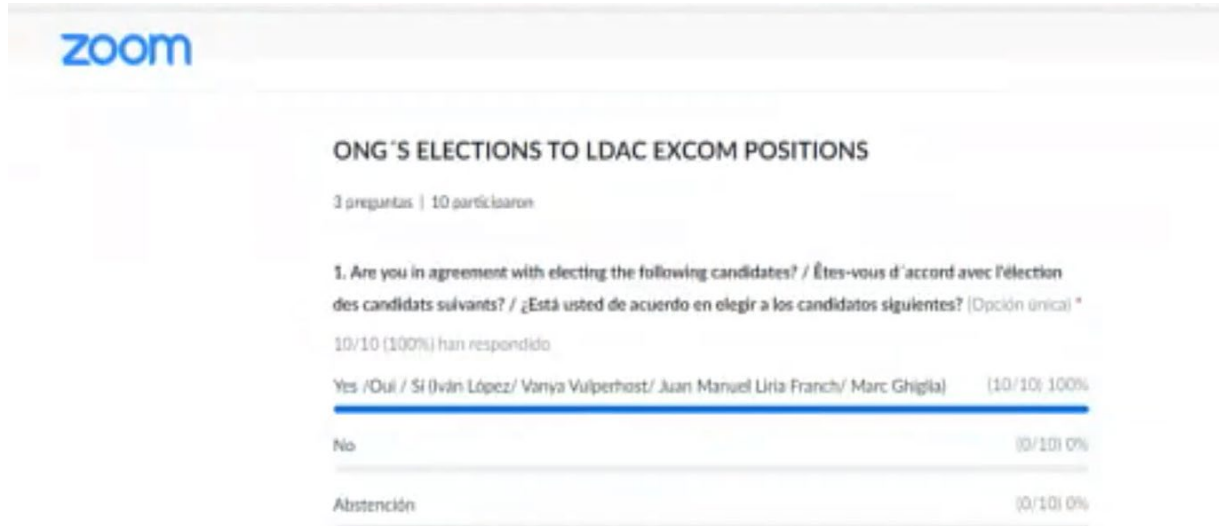 zoom
ONG´S ELECTIONS TO LDAC EXCOM POSITIONS
3 preguntas | 10 participaron
1. Are you in agreement with electing the following candidates? / Êtes-vous d´accord avec l'élection
des candidats suivants? / ¿Está usted de acuerdo en elegir a los candidatos siguientes? (Opción única) *
10/10 (100%) han respondido
Yes /Oui / Sí (Iván López/ Vanya Vulperhost/ Juan Manuel Liria Franch/ Marc Ghiglia) (10/10) 100%
No (0/10) 0%
Abstención (0/10) 0%